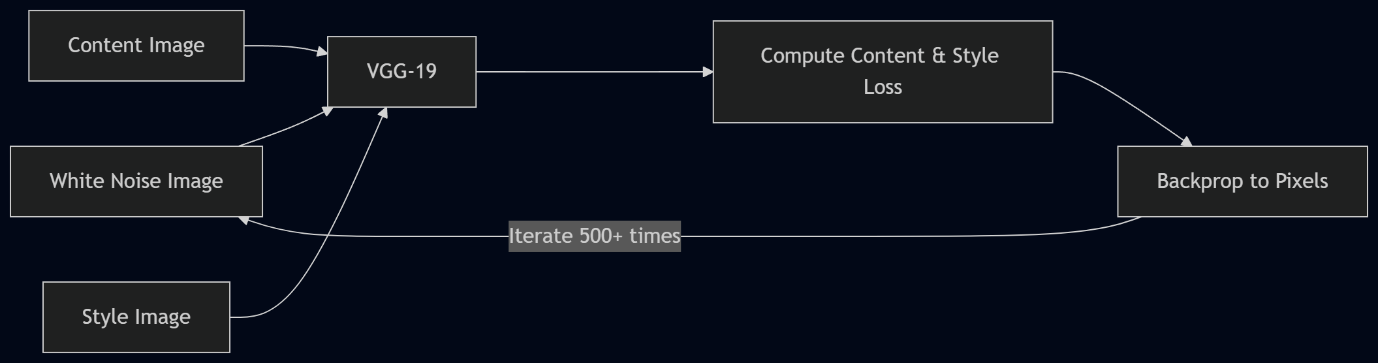 Content Image
VGG-19
Compute Content & Style
Loss
White Noise Image
Backprop to Pixels
Iterate 500+ times
Style Image